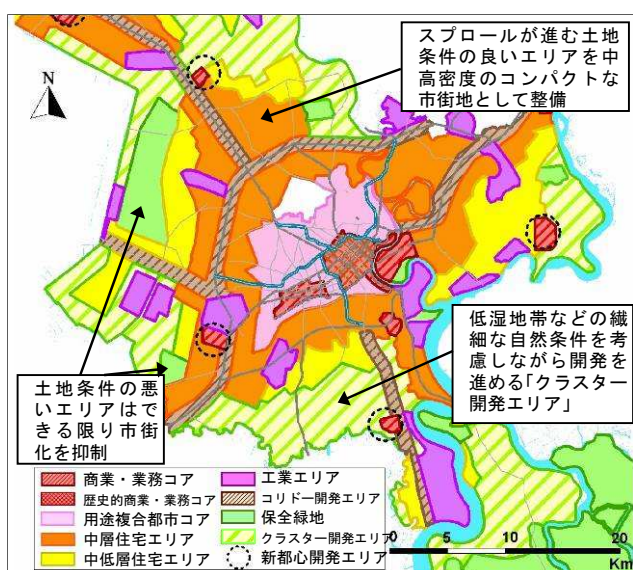 スプロールが進む土地
条件の良いエリアを中
高密度のコンパクトな
市街地として整備
N
低湿地帯などの繊
細な自然条件を考
慮しながら開発を
進める「クラスター
開発エリア」
土地条件の悪
いエリアはで
きる限り市街
化を抑制
商業・業務コア
歴史的商業・業務コア
用途複合都市コア
中層住宅エリア
中低層住宅エリア
工業エリア
コリドー開発エリア
保全緑地
クラスター開発エリア
新都心開発エリア
0 5 10 20
Km